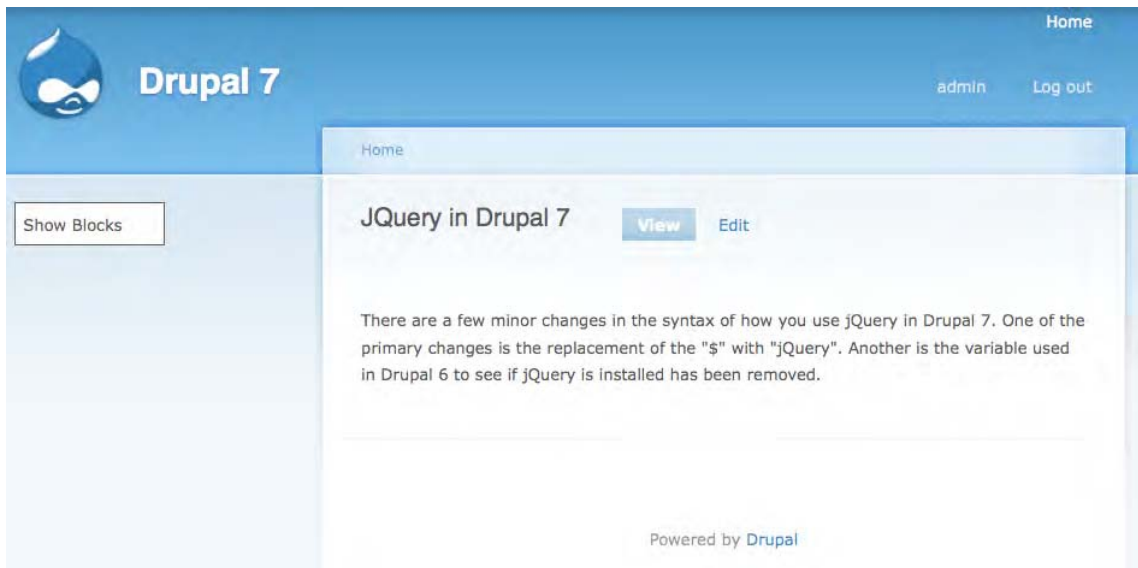 Home
Drupal 7
admin Log out
Home
Show Blocks
JQuery in Drupal 7 View Edit
There are a few minor changes in the syntax of how you use jQuery in Drupal 7. One of the
primary changes is the replacement of the "$" with "jQuery". Another is the variable used
in Drupal 6 to see if jQuery is installed has been removed.
Powered by Drupal